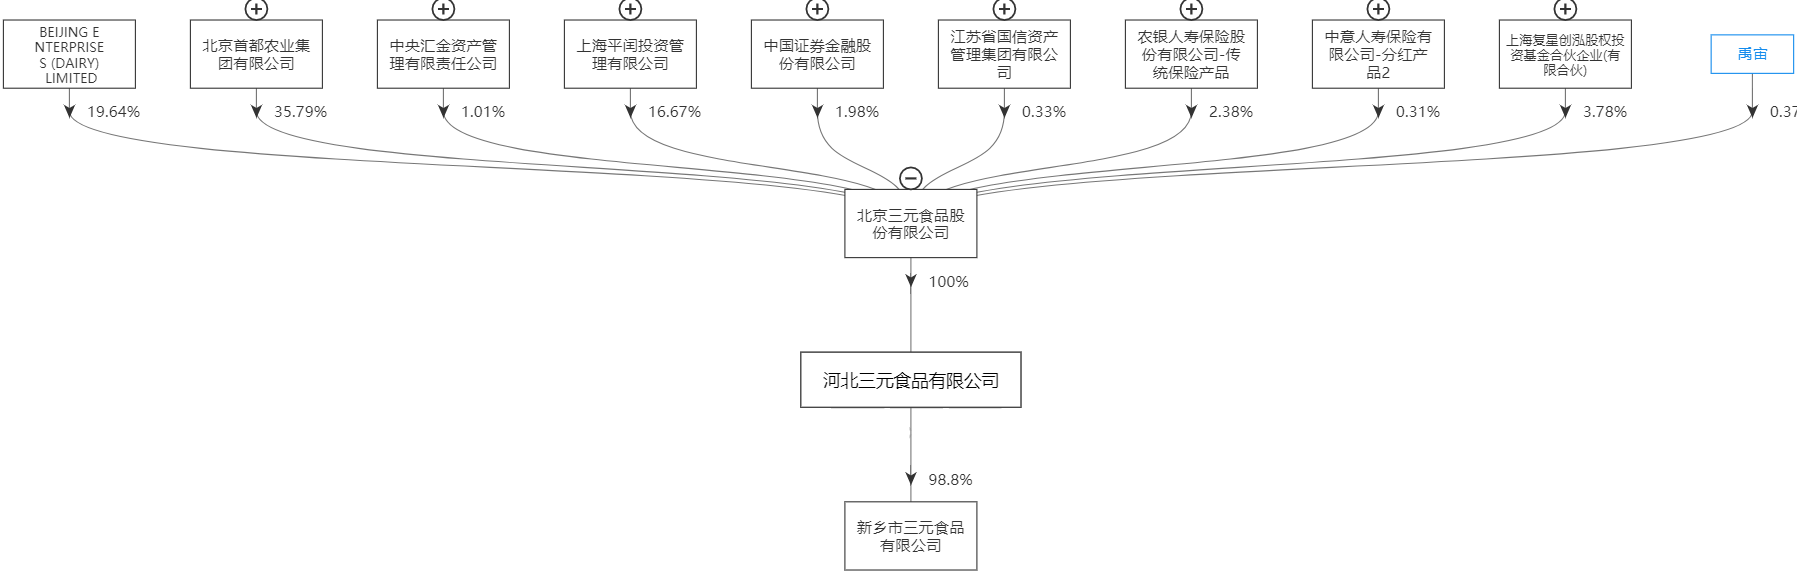 BEIJING E
NTERPRISE
S (DAIRY)
LIMITED
北京首都农业集
团有限公司
中央汇金资产管
理有限责任公司
上海平闰投资管
理有限公司
中国证券金融股
份有限公司
江苏省国信资产
管理集团有限公
司
农银人寿保险股
份有限公司-传
统保险产品
中意人寿保险有
限公司-分红产
品2
上海复星创泓股权投
资基金合伙企业(有
限合伙)
禹宙
19.64%
35.79%
1.01%
16.67%
1.98%
0.33%
2.38%
0.31%
3.78%
0.37
北京三元食品股
份有限公司
100%
河北三元食品有限公司
98.8%
新乡市三元食品
有限公司